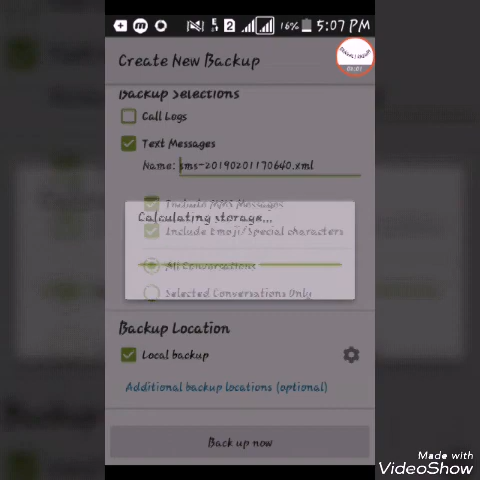 2 16% 5:07 PM
Create New Backup
Backup Selections
Call Logs
Text Messages
Name: sms-20190201170640.xml
Include MMS Messages
Calculating storage...
Include Emoji/Special characters
All Conversations
Selected Conversations Only
Backup Location
Local backup
Additional backup locations (optional)
Back up now
Made with
VideoShow